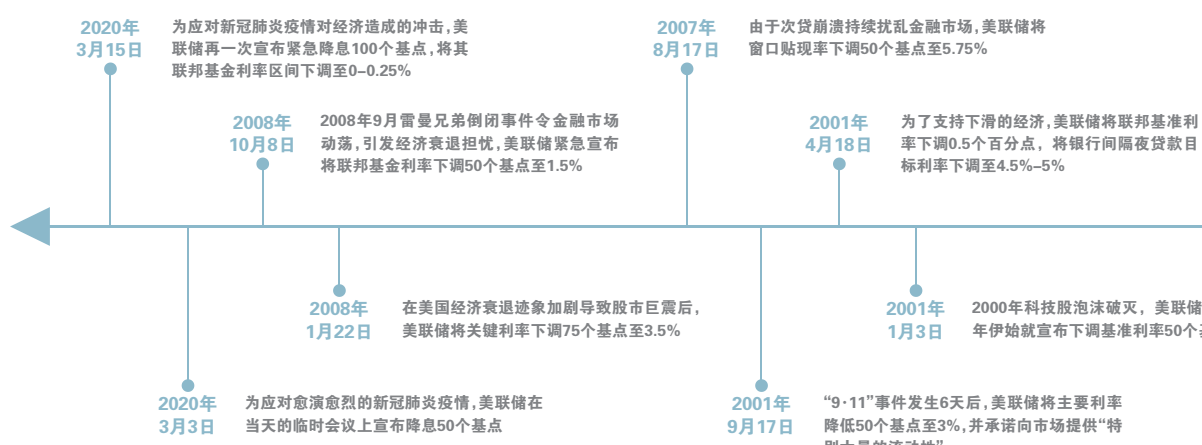 2020年
3月15日
为应对新冠肺炎疫情对经济造成的冲击,美
联储再一次宣布紧急降息100个基点,将其
联邦基金利率区间下调至0–0.25%
2007年
8月17日
由于次贷崩溃持续扰乱金融市场,美联储将
窗口贴现率下调50个基点至5.75%
2008年
10月8日
2008年9月雷曼兄弟倒闭事件令金融市场
动荡,引发经济衰退担忧,美联储紧急宣布
将联邦基金利率下调50个基点至1.5%
2001年
4月18日
为了支持下滑的经济,美联储将联邦基准利
率下调0.5个百分点，将银行间隔夜贷款目
标利率下调至4.5%–5%
2008年
1月22日
在美国经济衰退迹象加剧导致股市巨震后,
美联储将关键利率下调75个基点至3.5%
2001年
1月3日
2000年科技股泡沫破灭，美联储
年伊始就宣布下调基准利率50个
2020年
3月3日
为应对愈演愈烈的新冠肺炎疫情,美联储在
当天的临时会议上宣布降息50个基点
2001年
9月17日
“9·11”事件发生6天后,美联储将主要利率
降低50个基点至3%,并承诺向市场提供“特